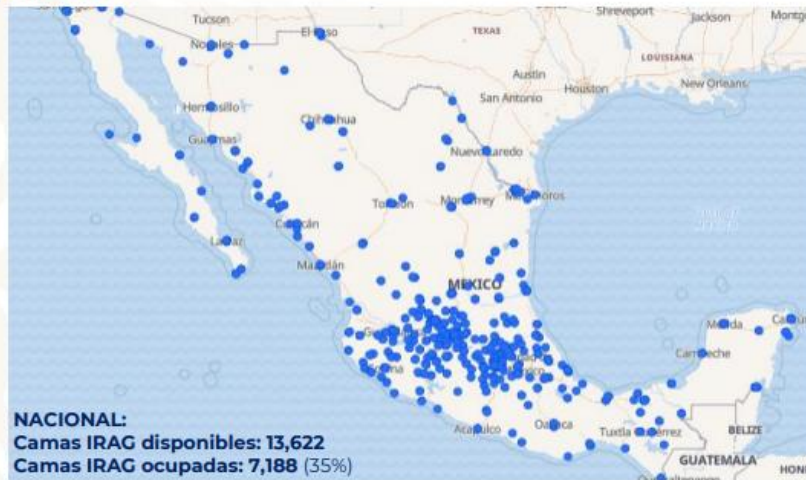 Tucson
El Paso
Nogales
TEXAS
Shreveport
Jackson
LOUISIANA
Austin
Houston
New Orleans
San Antonio
Hermosillo
Chihuahua
Guaymas
Nuevo Laredo
Torreón
Monterrey
Matamoros
Culiacán
La Paz
Mazatlán
MÉXICO
Mérida
Campeche
Acapulco
Oaxaca
Tuxtla Gutiérrez
BELIZE
GUATEMALA
NACIONAL:
Camas IRAG disponibles: 13,622
Camas IRAG ocupadas: 7,188 (35%)